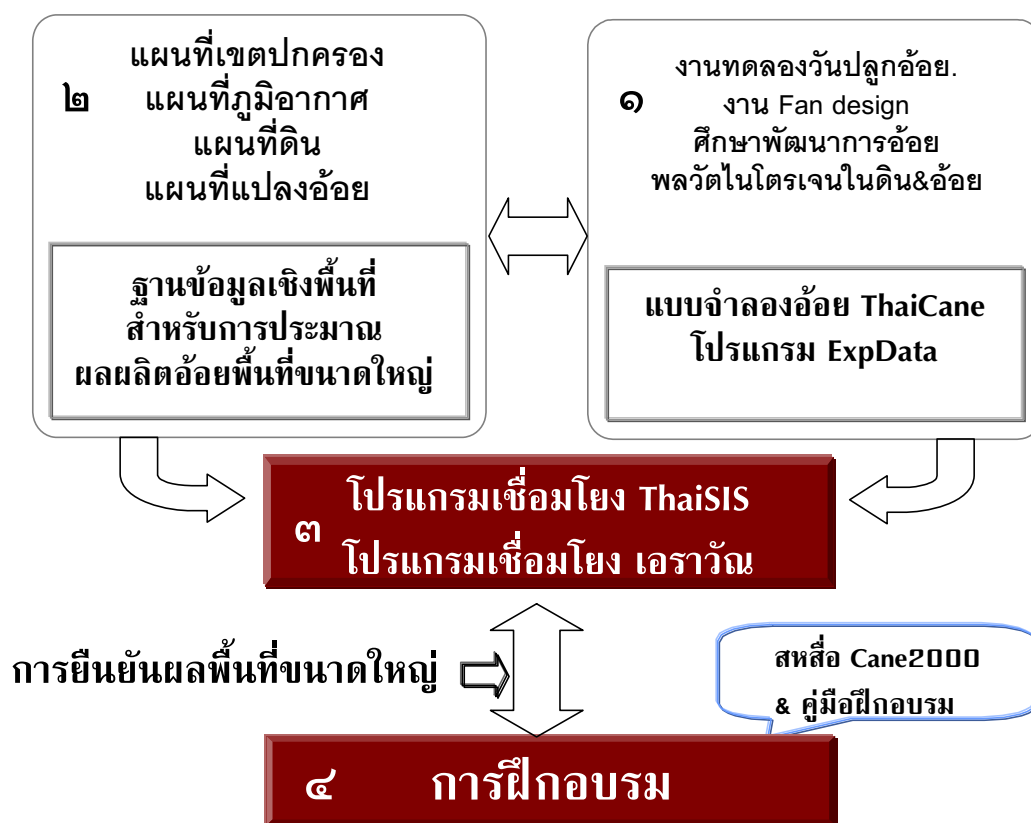 แผนที่เขตปกครอง
๒
แผนที่ภูมิอากาศ
แผนที่ดิน
แผนที่แปลงอ้อย
ฐานข้อมูลเชิงพื้นที่
สำหรับการประมาณ
ผลผลิตอ้อยพื้นที่ขนาดใหญ่
งานทดลองวันปลูกอ้อย.
๑
งาน Fan design
ศึกษาพัฒนาการอ้อย
พลวัตไนโตรเจนในดิน&อ้อย
แบบจำลองอ้อย ThaiCane
โปรแกรม ExpData
๓
โปรแกรมเชื่อมโยง ThaiSIS
โปรแกรมเชื่อมโยง เอราวัณ
การยืนยันผลพื้นที่ขนาดใหญ่
สหสื่อ Cane2000
& คู่มือฝึกอบรม
๔ การฝึกอบรม